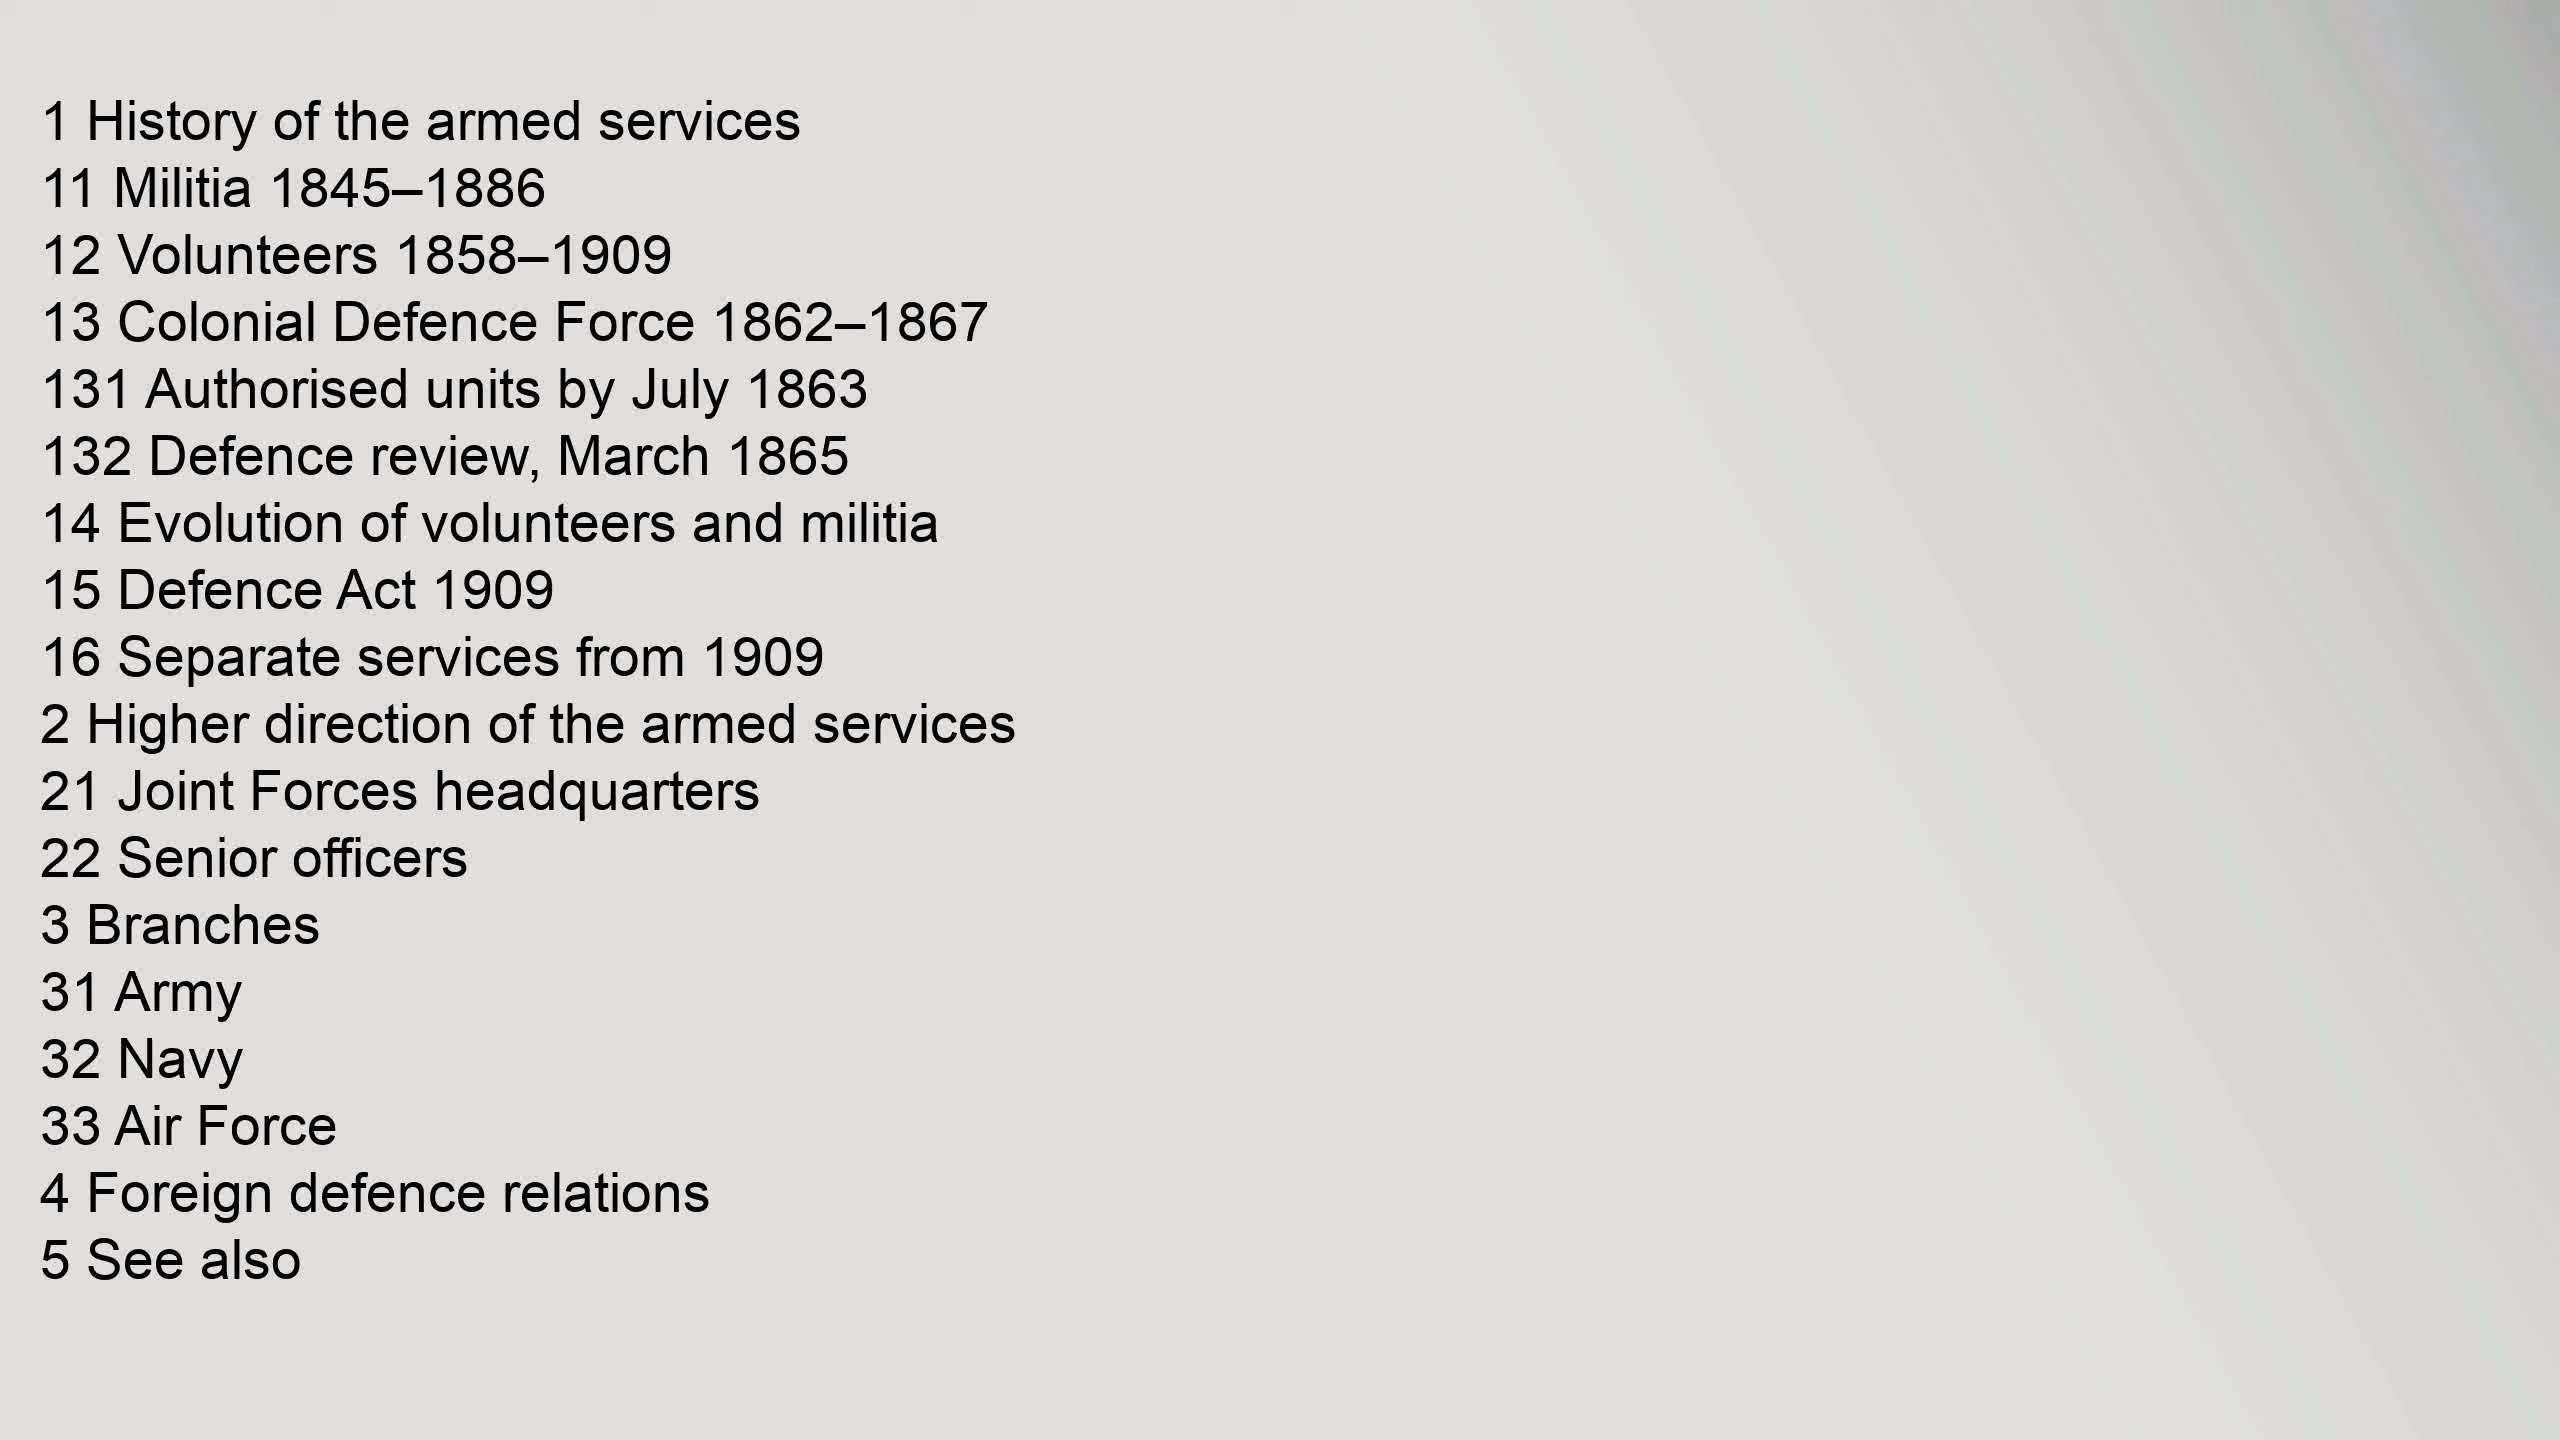 1 History of the armed services
11 Militia 1845–1886
12 Volunteers 1858–1909
13 Colonial Defence Force 1862–1867
131 Authorised units by July 1863
132 Defence review, March 1865
14 Evolution of volunteers and militia
15 Defence Act 1909
16 Separate services from 1909
2 Higher direction of the armed services
21 Joint Forces headquarters
22 Senior officers
3 Branches
31 Army
32 Navy
33 Air Force
4 Foreign defence relations
5 See also